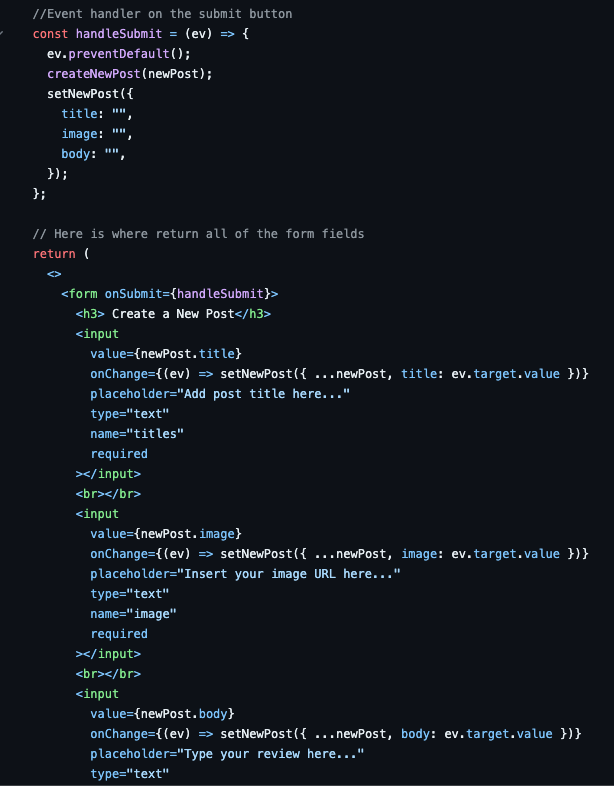 //Event handler on the submit button
const handleSubmit = (ev) => {
ev.preventDefault();
createNewPost(newPost);
setNewPost({
title: "",
image: "",
body: "",
});
};
// Here is where return all of the form fields
return (
<>
<form onSubmit={handleSubmit}>
<h3> Create a New Post</h3>
<input
value={newPost.title}
onChange={(ev) => setNewPost({ ...newPost, title: ev.target.value })}
placeholder="Add post title here..."
type="text"
name="titles"
required
></input>
<br></br>
<input
value={newPost.image}
onChange={(ev) => setNewPost({ ...newPost, image: ev.target.value })}
placeholder="Insert your image URL here..."
type="text"
name="image"
required
></input>
<br></br>
<input
value={newPost.body}
onChange={(ev) => setNewPost({ ...newPost, body: ev.target.value })}
placeholder="Type your review here..."
type="text"